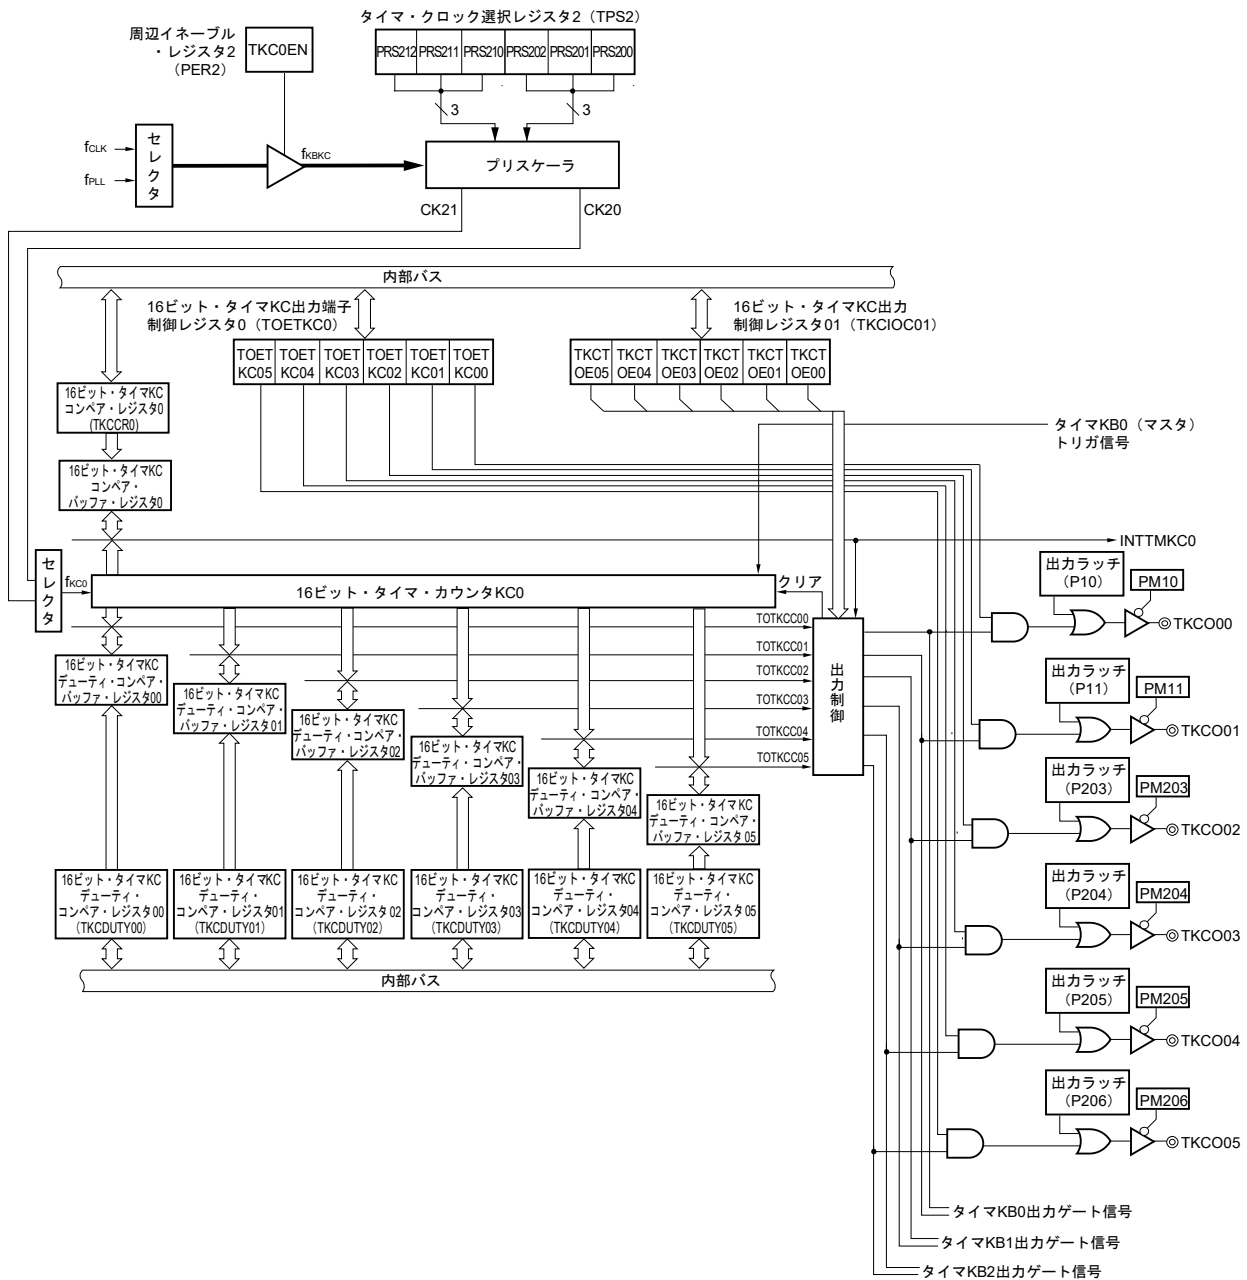 タイマ・クロック選択レジスタ2（TPS2）
周辺イネーブル
・レジスタ2
（PER2）
TKC0EN
PRS212
PRS211
PRS210
PRS202
PRS201
PRS200
3
3
fCLK
fPLL
セレクタ
fKBKC
プリスケーラ
CK21
CK20
内部バス
16ビット・タイマKC出力端子
制御レジスタ0（TOETKC0）
16ビット・タイマKC出力
制御レジスタ01（TKCIOC01）
TOET
KC05
TOET
KC04
TOET
KC03
TOET
KC02
TOET
KC01
TOET
KC00
TKCT
OE05
TKCT
OE04
TKCT
OE03
TKCT
OE02
TKCT
OE01
TKCT
OE00
16ビット・タイマKC
コンペア・レジスタ0
(TKCCR0)
タイマKB0（マスタ）
トリガ信号
16ビット・タイマKC
コンペア・
バッファ・レジスタ0
INTTMKC0
セレクタ
fKC0
16ビット・タイマ・カウンタKC0
クリア
TOTKCC00
TOTKCC01
TOTKCC02
TOTKCC03
TOTKCC04
TOTKCC05
出力制御
16ビット・タイマKC
デューティ・コンペア・
バッファ・レジスタ00
16ビット・タイマKC
デューティ・コンペア・
バッファ・レジスタ01
16ビット・タイマKC
デューティ・コンペア・
バッファ・レジスタ02
16ビット・タイマKC
デューティ・コンペア・
バッファ・レジスタ03
16ビット・タイマKC
デューティ・コンペア・
バッファ・レジスタ04
16ビット・タイマKC
デューティ・コンペア・
バッファ・レジスタ05
16ビット・タイマKC
デューティ・
コンペア・レジスタ00
(TKCDUTY00)
16ビット・タイマKC
デューティ・
コンペア・レジスタ01
(TKCDUTY01)
16ビット・タイマKC
デューティ・
コンペア・レジスタ02
(TKCDUTY02)
16ビット・タイマKC
デューティ・
コンペア・レジスタ03
(TKCDUTY03)
16ビット・タイマKC
デューティ・
コンペア・レジスタ04
(TKCDUTY04)
16ビット・タイマKC
デューティ・
コンペア・レジスタ05
(TKCDUTY05)
内部バス
出力ラッチ
（P10）
PM10
TKCO00
出力ラッチ
（P11）
PM11
TKCO01
出力ラッチ
（P203）
PM203
TKCO02
出力ラッチ
（P204）
PM204
TKCO03
出力ラッチ
（P205）
PM205
TKCO04
出力ラッチ
（P206）
PM206
TKCO05
タイマKB0出力ゲート信号
タイマKB1出力ゲート信号
タイマKB2出力ゲート信号